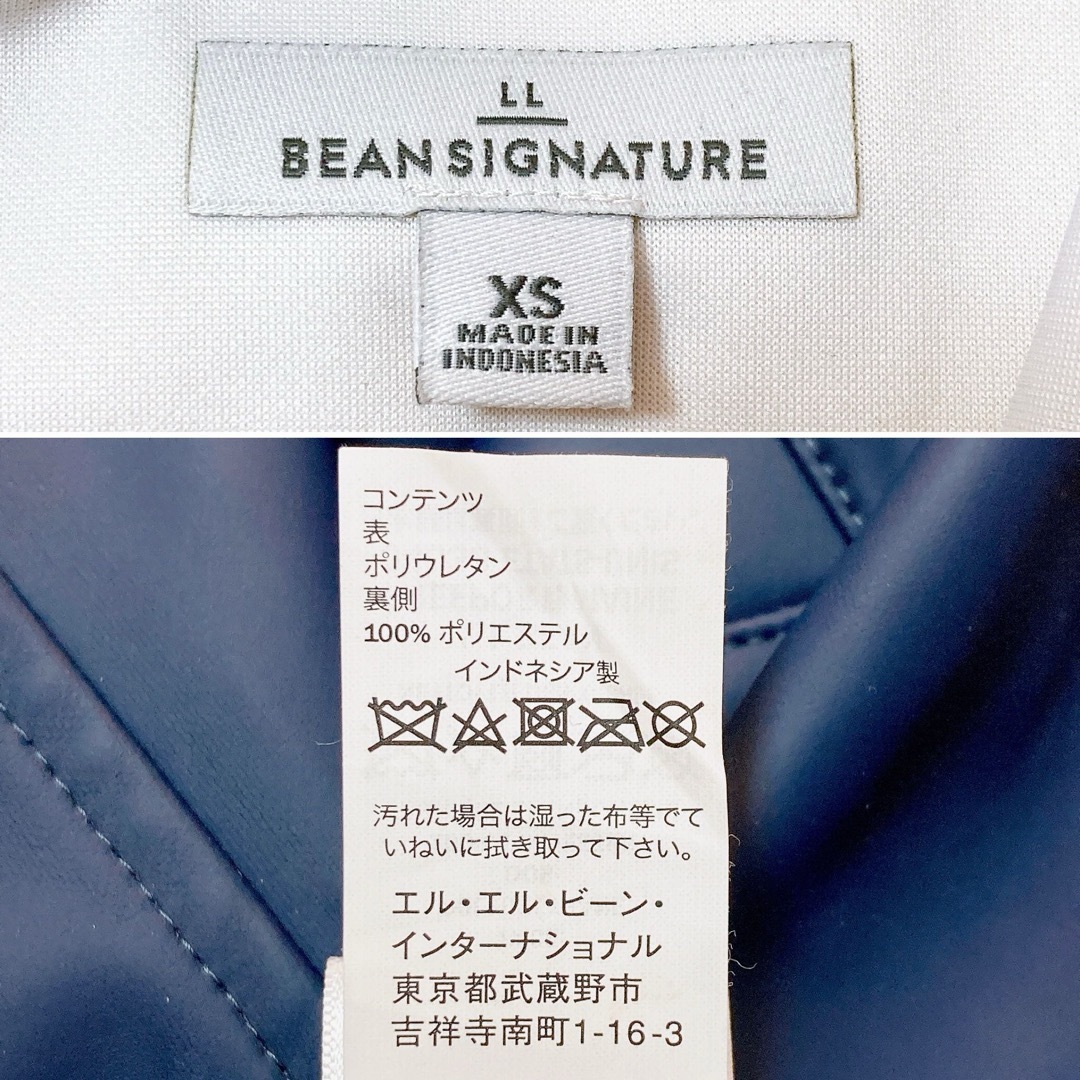 LL
BEAN SIGNATURE
XS
MADE IN
INDONESIA
コンテンツ
表
ポリウレタン
裏側
100% ポリエステル
インドネシア製
汚れた場合は湿った布等でて
いねいに拭き取って下さい。
エル・エル・ビーン・
インターナショナル
東京都武蔵野市
吉祥寺南町1-16-3